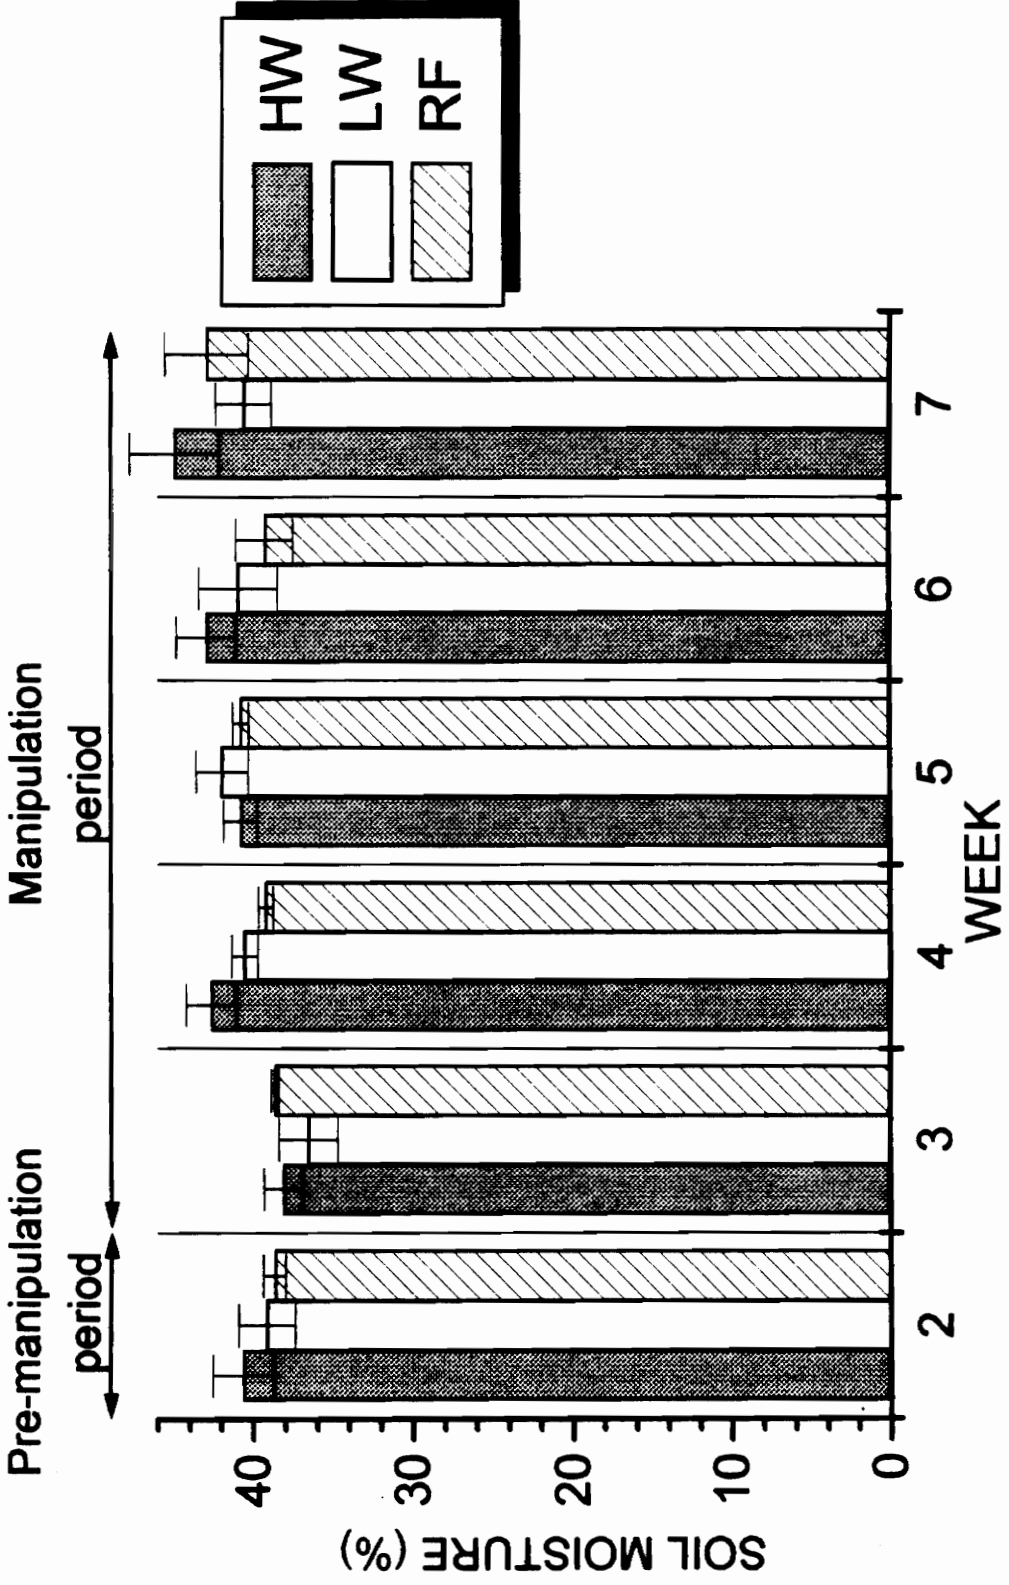 Pre-manipulation
period
Manipulation
period
HW
LW
RF
SOIL MOISTURE (%)
40
30
20
10
0
2
3
4
5
6
7
WEEK